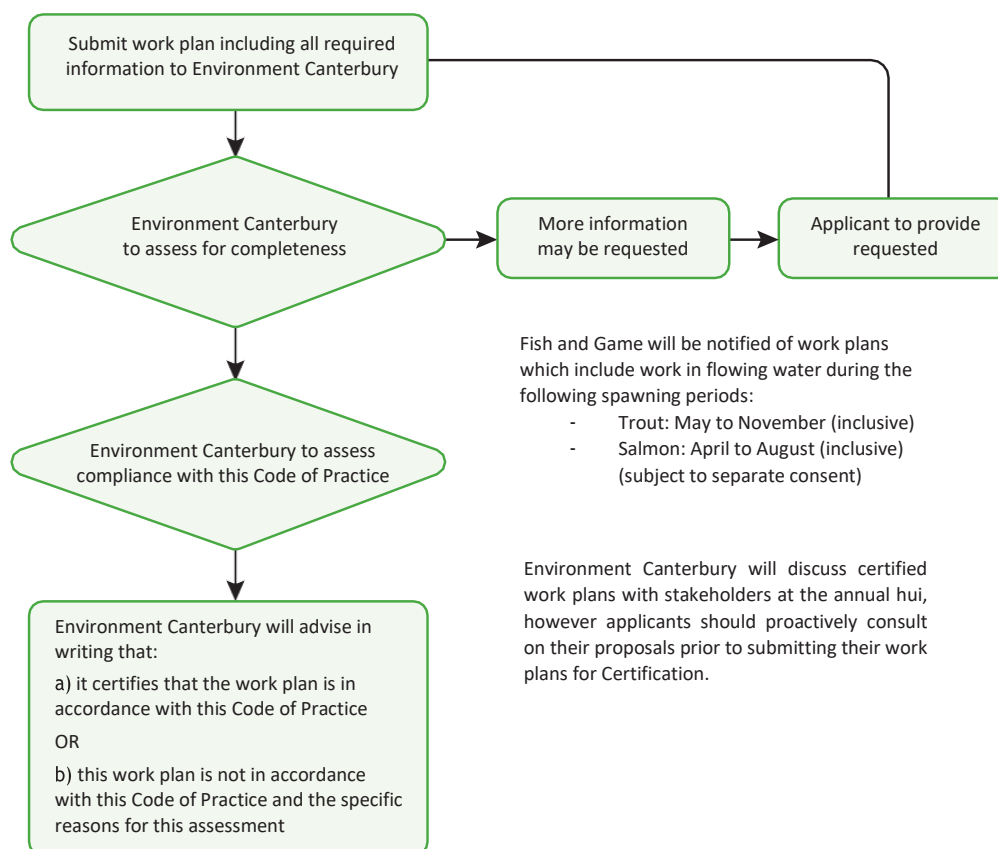 Submit work plan including all required
information to Environment Canterbury
Environment Canterbury
to assess for completeness
More information
may be requested
Applicant to provide
requested
Fish and Game will be notified of work plans
which include work in flowing water during the
following spawning periods:
- Trout: May to November (inclusive)
- Salmon: April to August (inclusive)
(subject to separate consent)
Environment Canterbury to assess
compliance with this Code of Practice
Environment Canterbury will discuss certified
work plans with stakeholders at the annual hui,
however applicants should proactively consult
on their proposals prior to submitting their work
plans for Certification.
Environment Canterbury will advise in
writing that:
a) it certifies that the work plan is in
accordance with this Code of Practice
OR
b) this work plan is not in accordance
with this Code of Practice and the specific
reasons for this assessment